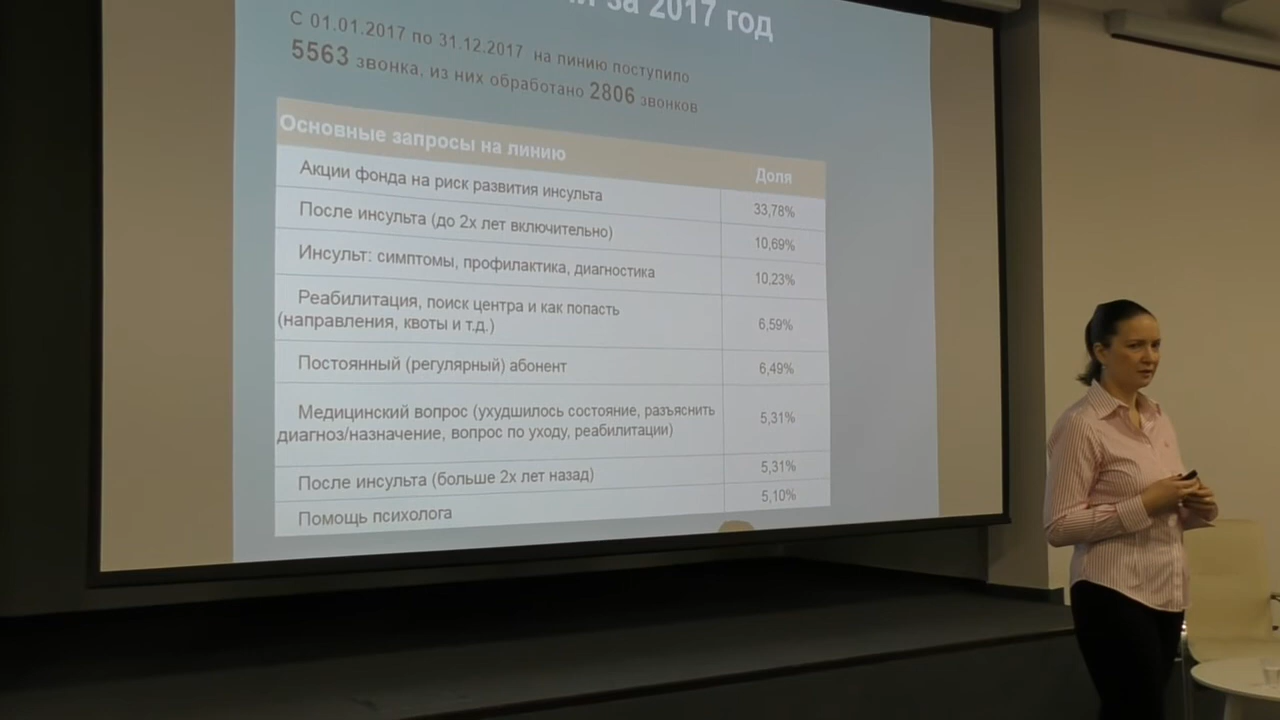 за 2017 год
С 01.01.2017 по 31.12.2017 на линию поступило
5563 звонка, из них обработано 2806 звонков
Основные запросы на линию Доля
Акции фонда на риск развития инсульта 33,78%
После инсульта (до 2х лет включительно) 10,69%
Инсульт: симптомы, профилактика, диагностика 10,23%
Реабилитация, поиск центра и как попасть
(направления, квоты и т.д.) 6,59%
Постоянный (регулярный) абонент 6,49%
Медицинский вопрос (ухудшилось состояние, разъяснить
диагноз/назначение, вопрос по уходу, реабилитации) 5,31%
После инсульта (больше 2х лет назад) 5,31%
Помощь психолога 5,10%